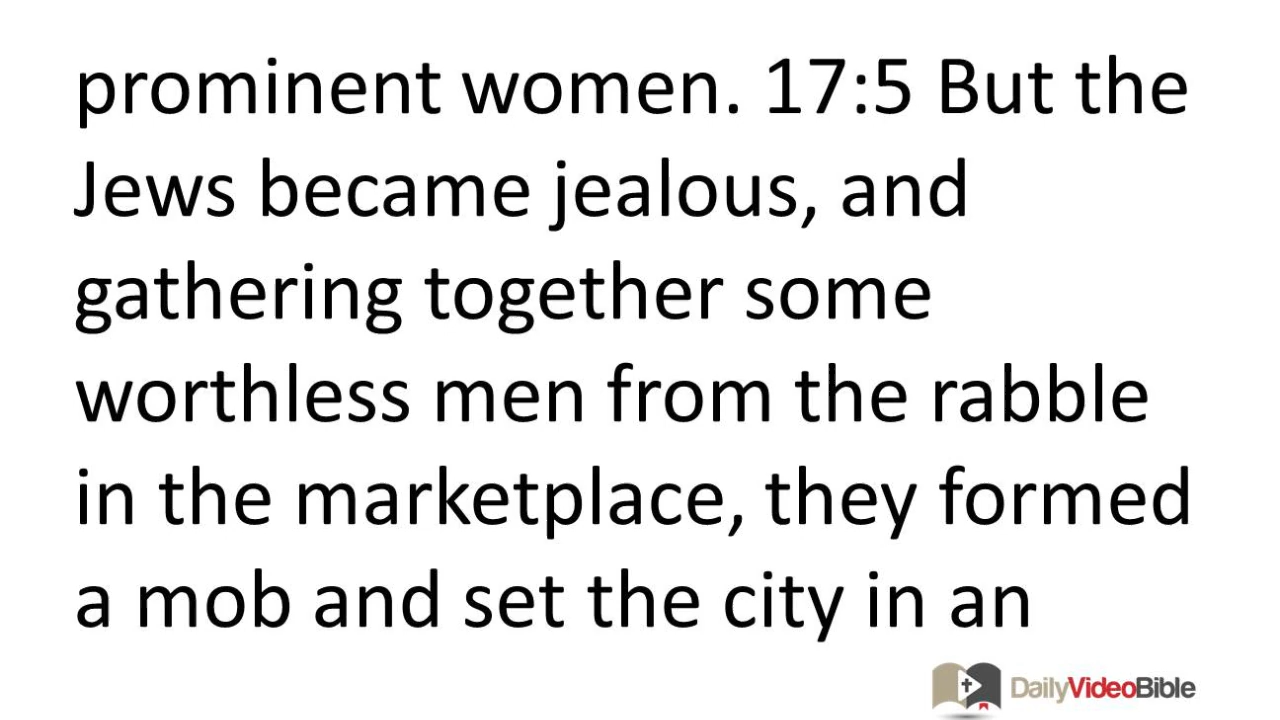 prominent women. 17:5 But the
Jews became jealous, and
gathering together some
worthless men from the rabble
in the marketplace, they formed
a mob and set the city in an
DailyVideoBible